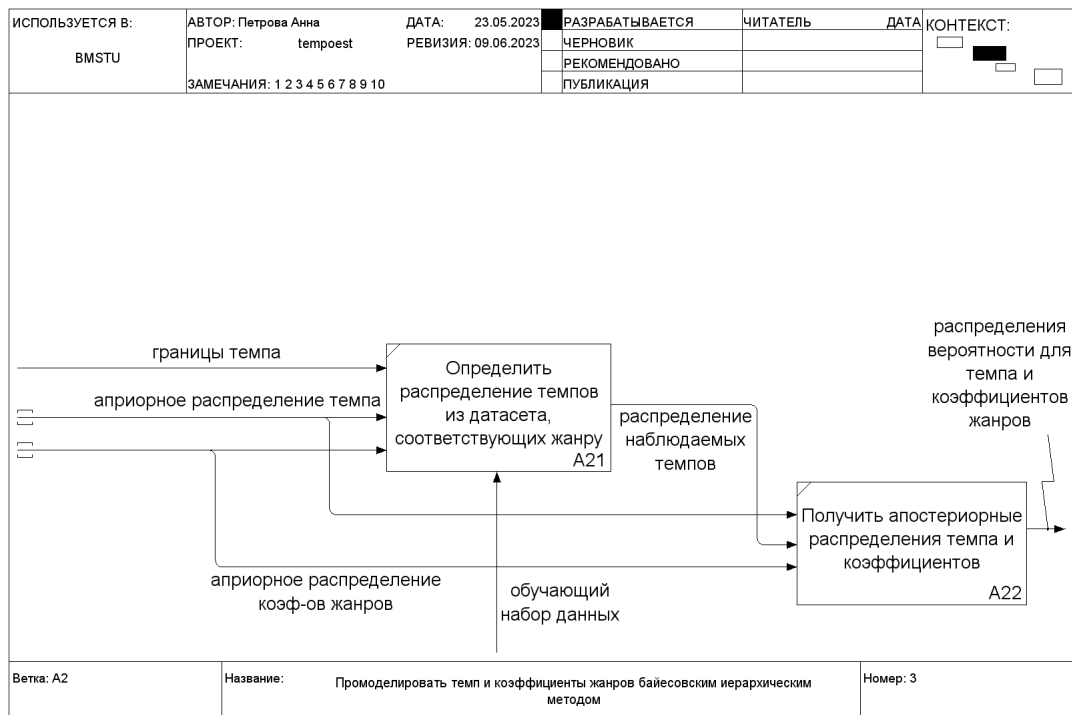 ИСПОЛЬЗУЕТСЯ В:
BMSTU
АВТОР: Петрова Анна
ДАТА: 23.05.2023
ПРОЕКТ: tempoest
РЕВИЗИЯ: 09.06.2023
ЗАМЕЧАНИЯ: 1 2 3 4 5 6 7 8 9 10
РАЗРАБАТЫВАЕТСЯ
ЧЕРНОВИК
РЕКОМЕНДОВАНО
ПУБЛИКАЦИЯ
ЧИТАТЕЛЬ
ДАТА
КОНТЕКСТ:
границы темпа
априорное распределение темпа
Определить
распределение темпов
из датасета,
соответствующих жанру
A21
распределение
наблюдаемых
темпов
распределения
вероятности для
темпа и
коэффициентов
жанров
Получить апостериорные
распределения темпа и
коэффициентов
A22
априорное распределение
коэф-ов жанров
обучающий
набор данных
Ветка: A2
Название:
Промоделировать темп и коэффициенты жанров байесовским иерархическим
методом
Номер: 3